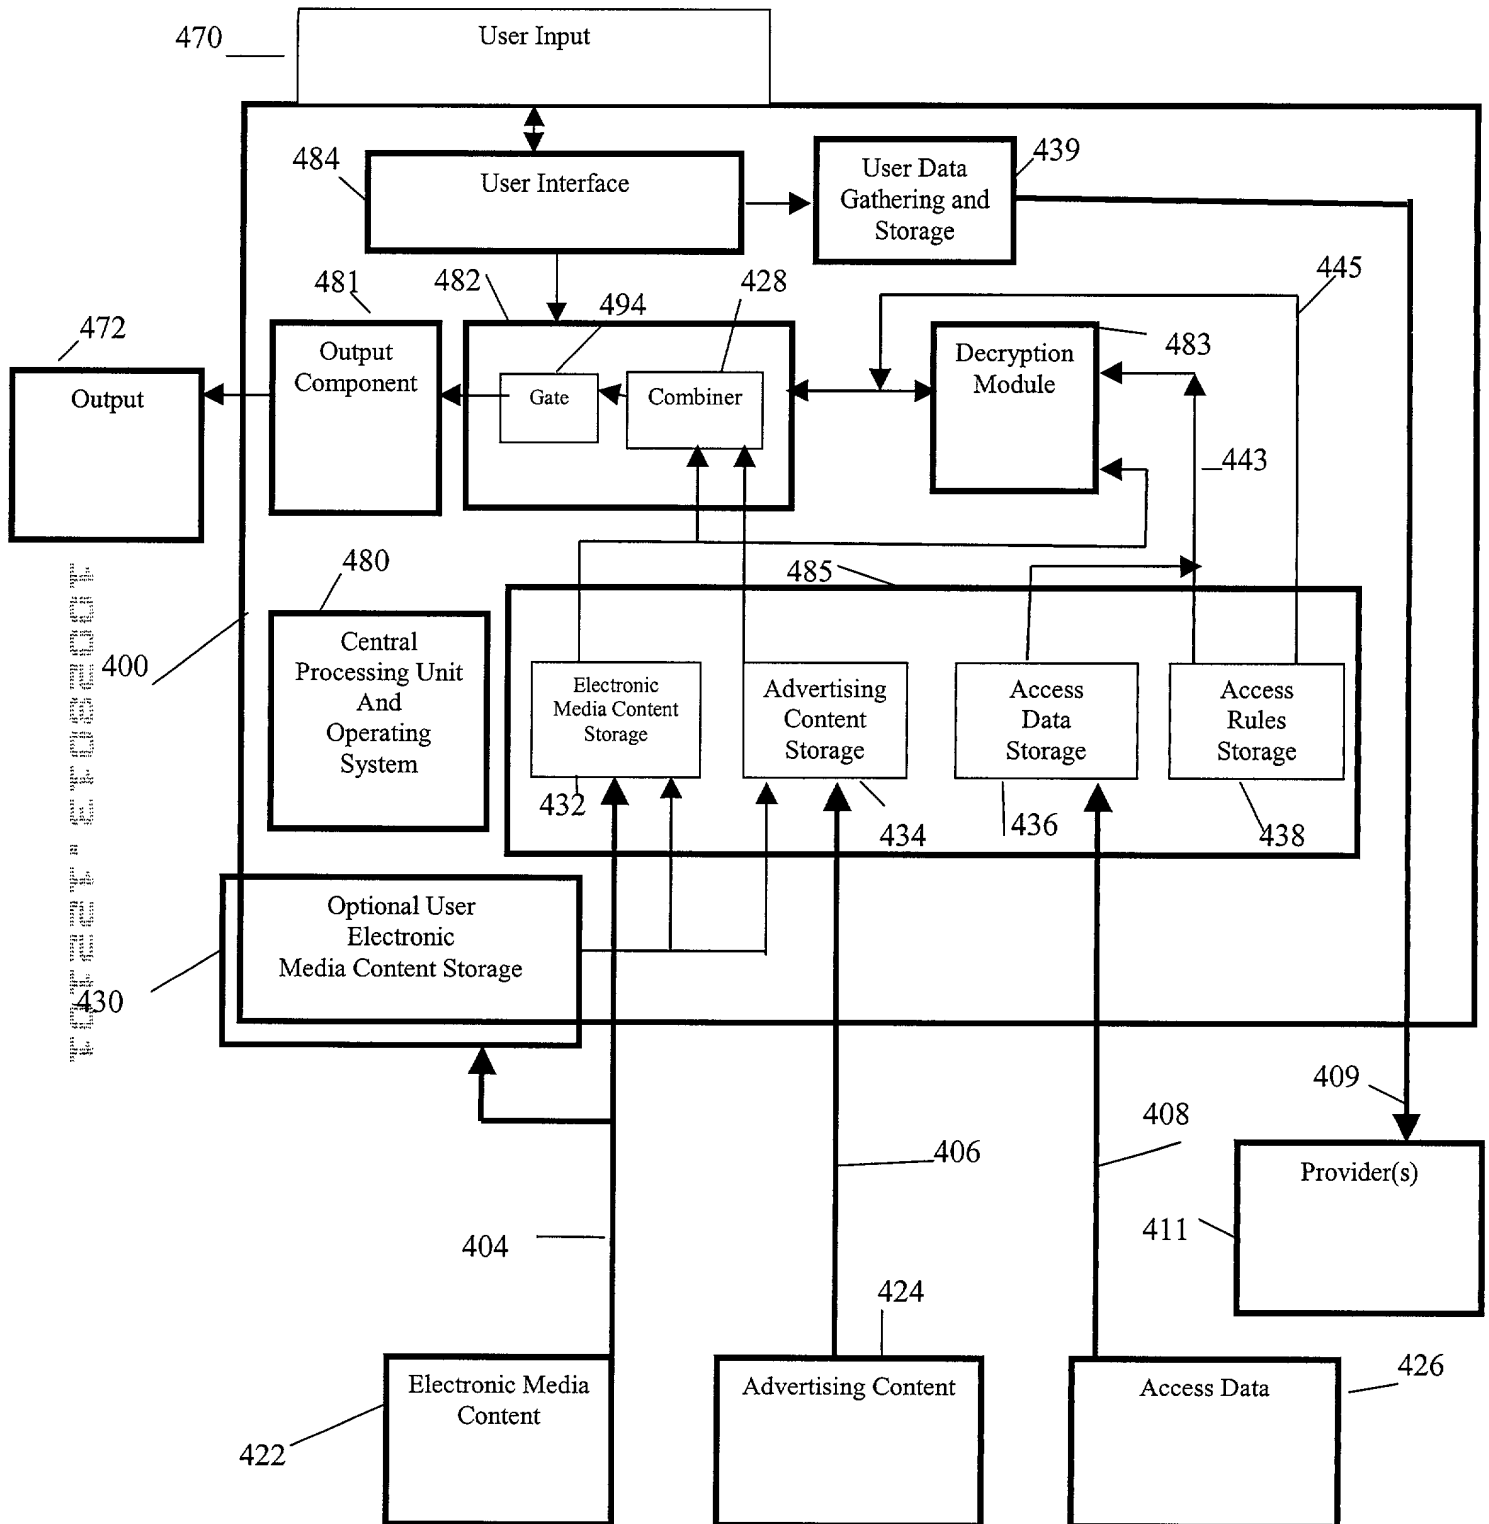 470
User Input
484
User Interface
User Data
Gathering and
Storage
439
445
481
482
494
428
472
Output
Output
Component
Gate
Combiner
Decryption
Module
483
443
480
485
400
Central
Processing Unit
And
Operating
System
Electronic
Media Content
Storage
Advertising
Content
Storage
Access
Data
Storage
Access
Rules
Storage
432
434
436
438
Optional User
Electronic
Media Content Storage
430
409
408
406
404
Provider(s)
411
424
426
Electronic Media
Content
Advertising Content
Access Data
422